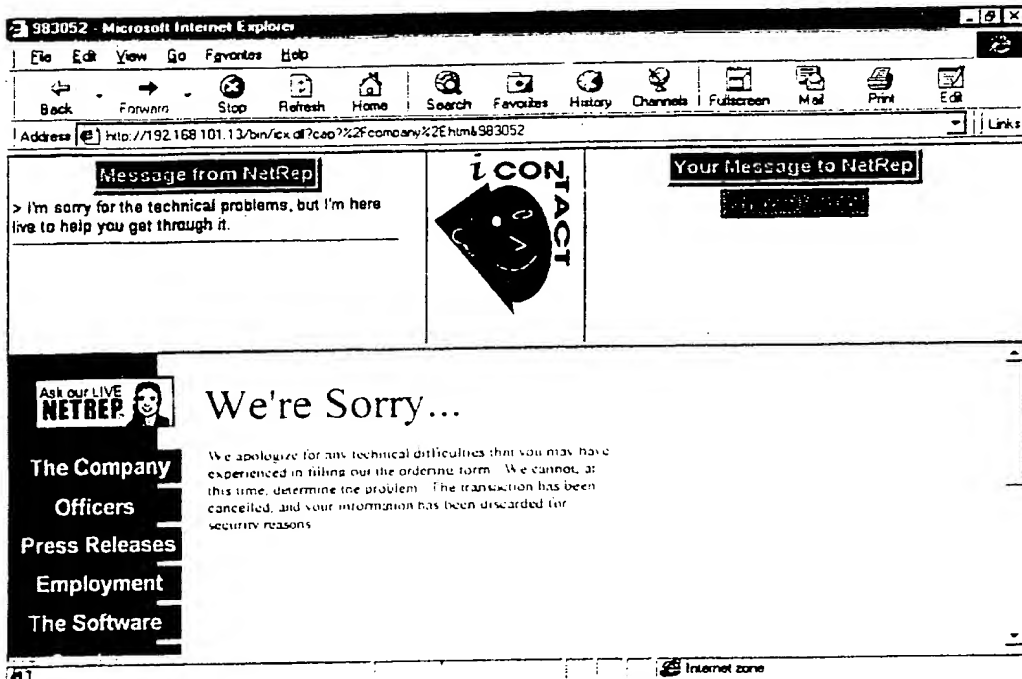 983052 - Microsoft Internet Explorer
File Edit View Go Favorites Help
Back Forward Stop Refresh Home Search Favorites History Channels Fullscreen Mail Print Edit
Address http://192.168.101.13/bin/icx.dll?cao?%2Fcompany%2Ehtm&983052 Links
Message from NetRep
> I'm sorry for the technical problems, but I'm here
live to help you get through it.
i CONTACT
Your Message to NetRep
Ask our LIVE
NETREP
We're Sorry...
We apologize for any technical difficulties that you may have
experienced in filling out the ordering form. We cannot, at
this time, determine the problem. The transaction has been
cancelled, and your information has been discarded for
security reasons
The Company
Officers
Press Releases
Employment
The Software
Internet zone